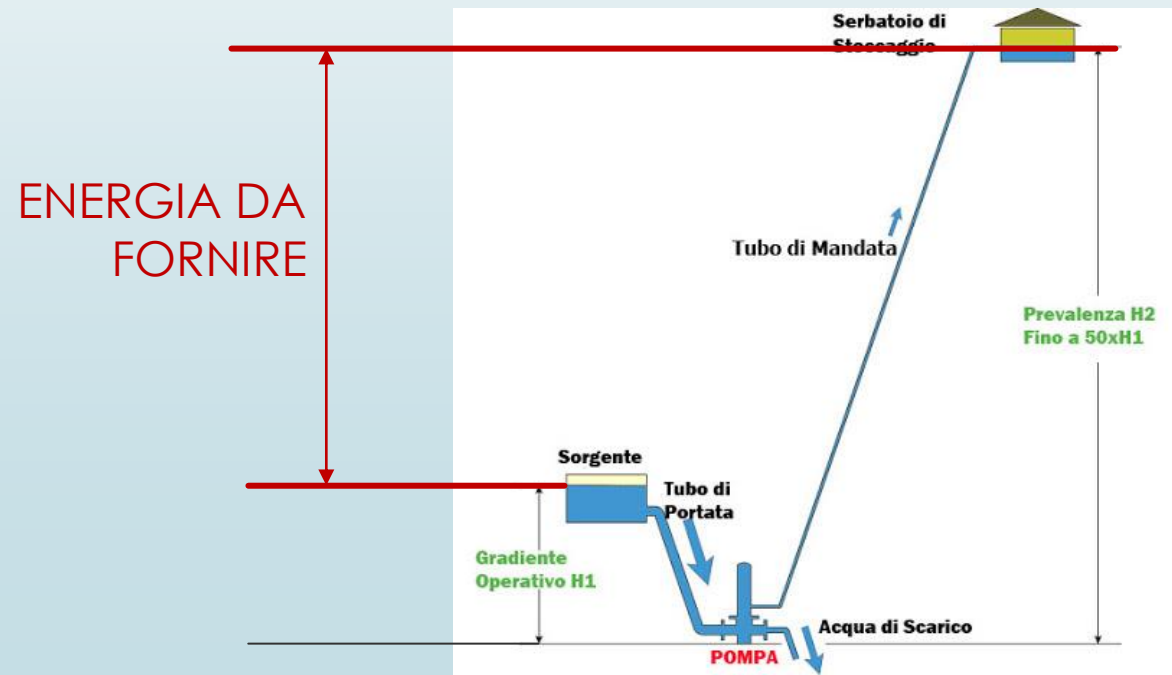 Serbatoio di
Stoccaggio
ENERGIA DA
FORNIRE
Tubo di Mandata
Prevalenza H2
Fino a 50xH1
Sorgente
Tubo di
Portata
Gradiente
Operativo H1
Acqua di Scarico
POMPA